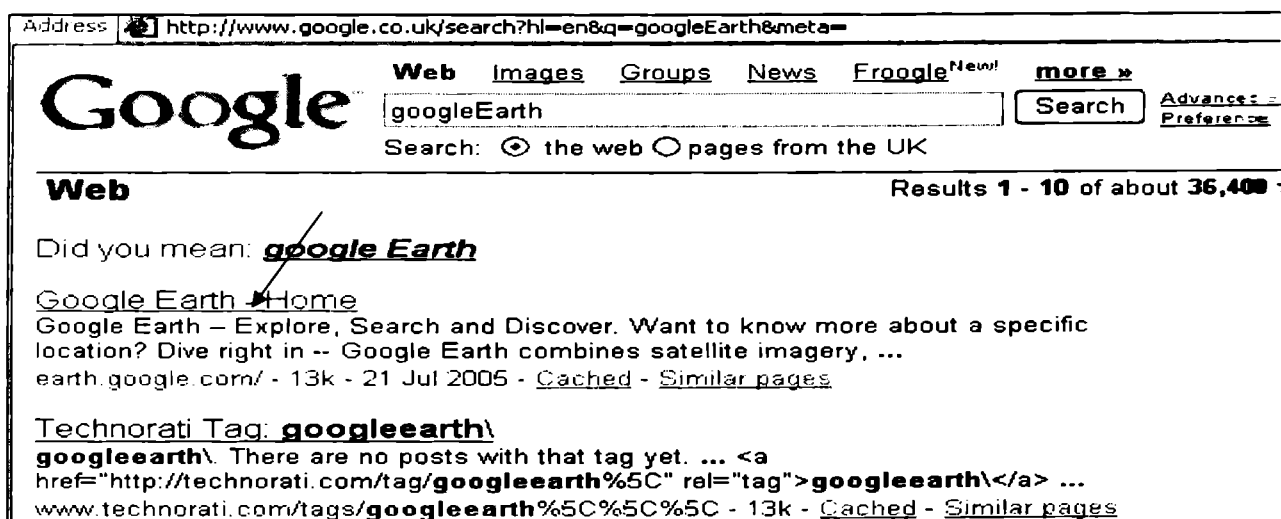 Address http://www.google.co.uk/search?hl=en&q=googleEarth&meta=
Google
Web Images Groups News Froogle New! more »
googleEarth Search
Preference
Search: the web pages from the UK
Web Results 1 - 10 of about 36,400
Did you mean: google Earth
Google Earth - Home
Google Earth – Explore, Search and Discover. Want to know more about a specific
location? Dive right in -- Google Earth combines satellite imagery, ...
earth.google.com/ - 13k - 21 Jul 2005 - Cached - Similar pages
Technorati Tag: googleearth\
googleearth\. There are no posts with that tag yet. ... <a
href="http://technorati.com/tag/googleearth%5C" rel="tag">googleearth\</a> ...
www.technorati.com/tags/googleearth%5C%5C%5C - 13k - Cached - Similar pages